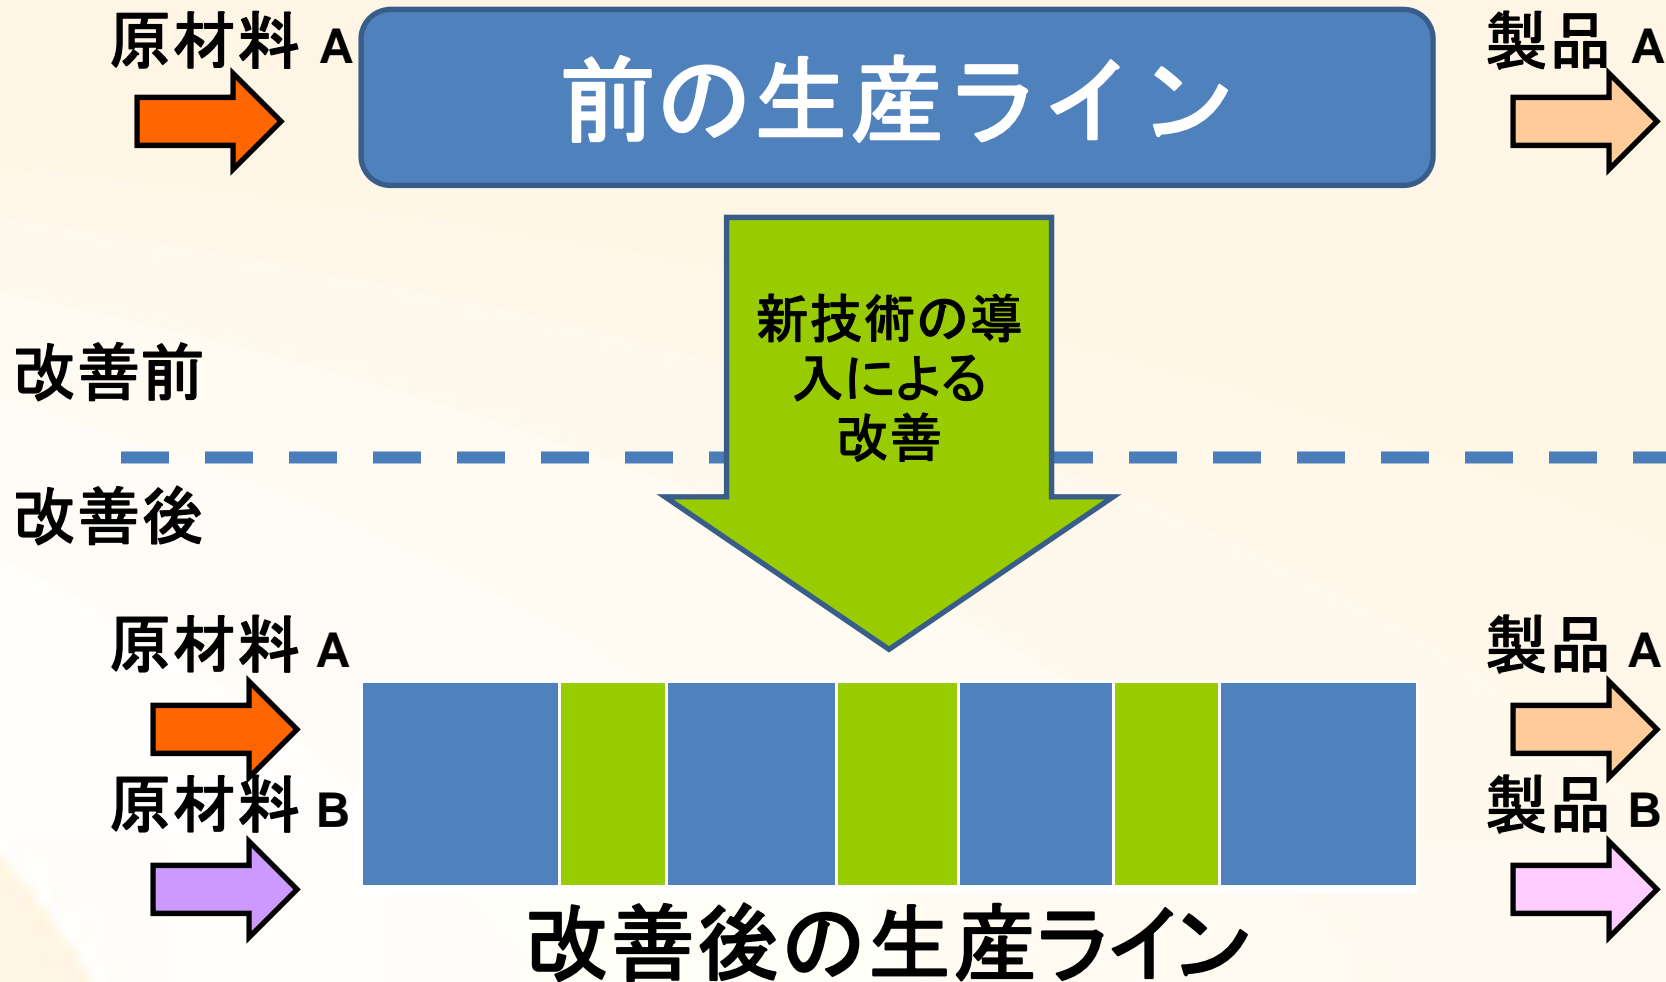 原材料 A
前の生産ライン
製品 A
新技術の導
入による
改善
改善前
改善後
原材料 A
製品 A
原材料 B
製品 B
改善後の生産ライン